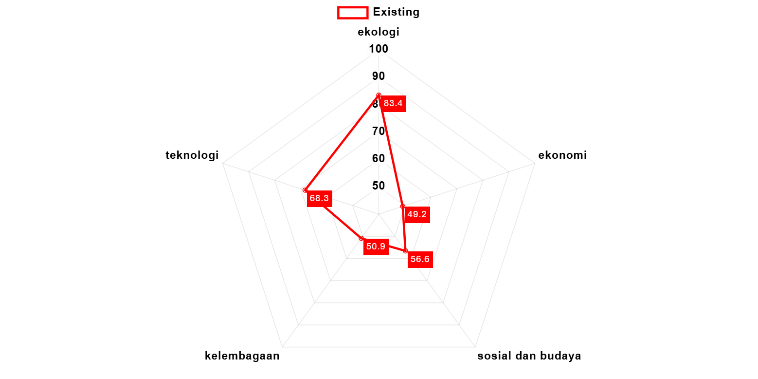 Existing
ekologi
100
90
80
83.4
70
teknologi
ekonomi
60
50
68.3
49.2
50.9
56.6
kelembagaan
sosial dan budaya